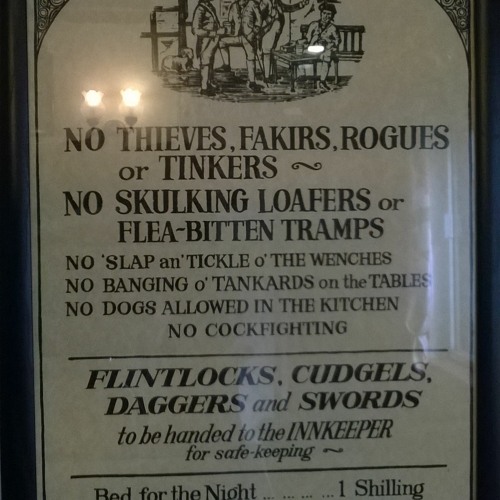 NO THIEVES, FAKIRS, ROGUES
or TINKERS ~
NO SKULKING LOAFERS or
FLEA-BITTEN TRAMPS
NO 'SLAP an' TICKLE o' THE WENCHES
NO BANGING o' TANKARDS on the TABLES
NO DOGS ALLOWED IN THE KITCHEN
NO COCKFIGHTING
FLINTLOCKS, CUDGELS,
DAGGERS and SWORDS
to be handed to the INNKEEPER
for safe-keeping ~
Bed for the Night ... ... ... ... 1 Shilling